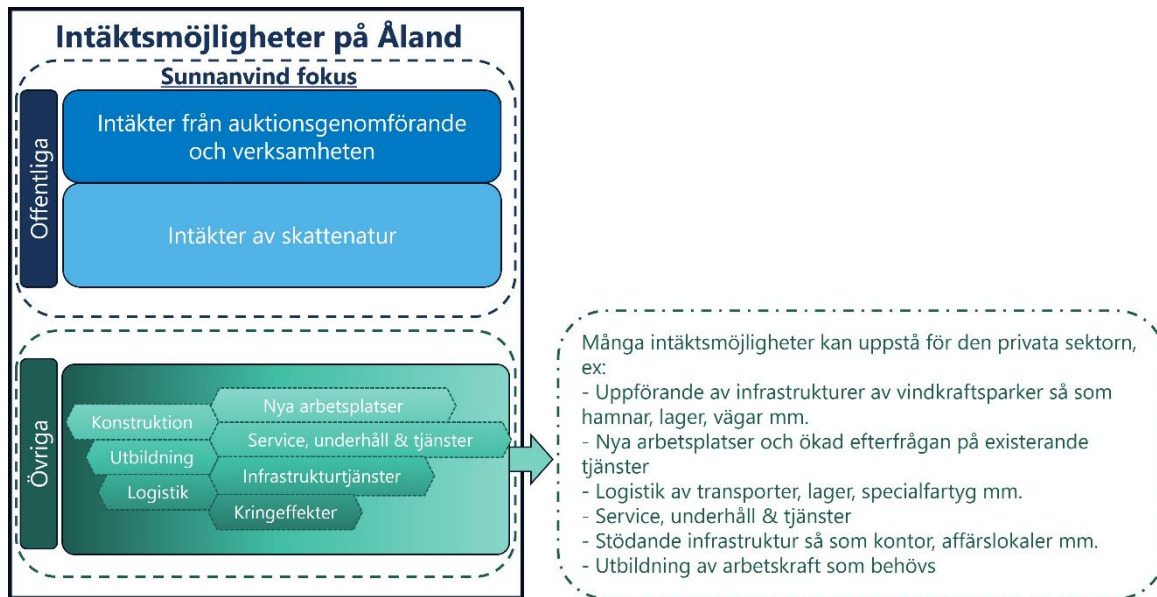 Intäktsmöjligheter på Åland
Sunnanvind fokus
Offentliga
Intäkter från auktionsgenomförande
och verksamheten
Intäkter av skattenatur
Övriga
Nya arbetsplatser
Konstruktion
Service, underhåll & tjänster
Utbildning
Infrastrukturtjänster
Logistik
Kringeffekter
Många intäktsmöjligheter kan uppstå för den privata sektorn,
ex:
- Uppförande av infrastrukturer av vindkraftsparker så som
hamnar, lager, vägar mm.
- Nya arbetsplatser och ökad efterfrågan på existerande
tjänster
- Logistik av transporter, lager, specialfartyg mm.
- Service, underhåll & tjänster
- Stödande infrastruktur så som kontor, affärslokaler mm.
- Utbildning av arbetskraft som behövs